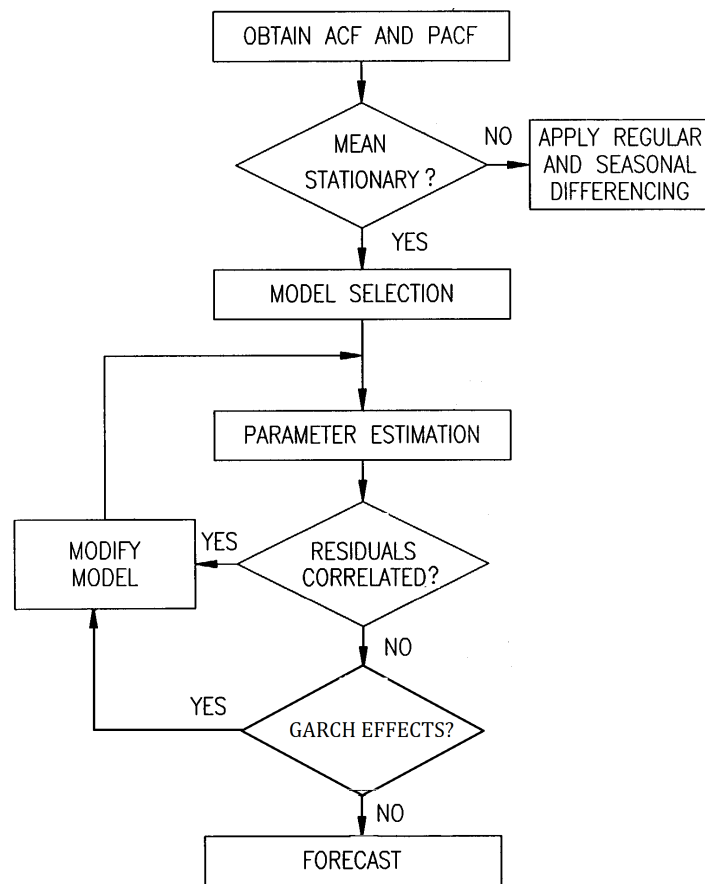 OBTAIN ACF AND PACF
MEAN
STATIONARY?
NO
APPLY REGULAR
AND SEASONAL
DIFFERENCING
YES
MODEL SELECTION
PARAMETER ESTIMATION
YES
MODIFY
MODEL
RESIDUALS
CORRELATED?
NO
YES
GARCH EFFECTS?
NO
FORECAST